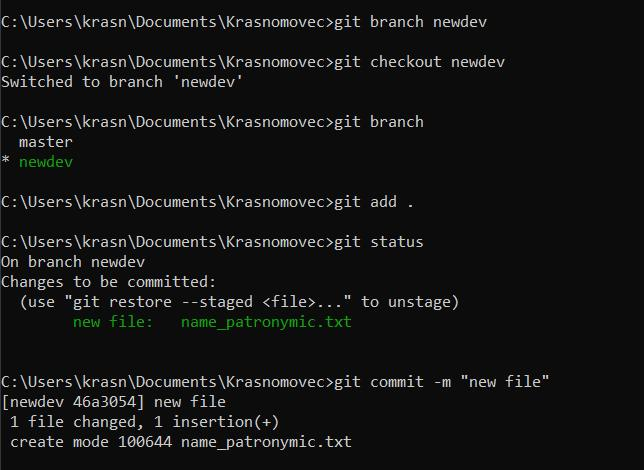 C:\Users\krasn\Documents\Krasnomovec>git branch newdev
C:\Users\krasn\Documents\Krasnomovec>git checkout newdev
Switched to branch 'newdev'
C:\Users\krasn\Documents\Krasnomovec>git branch
  master
* newdev
C:\Users\krasn\Documents\Krasnomovec>git add .
C:\Users\krasn\Documents\Krasnomovec>git status
On branch newdev
Changes to be committed:
  (use "git restore --staged <file>..." to unstage)
        new file:   name_patronymic.txt
C:\Users\krasn\Documents\Krasnomovec>git commit -m "new file"
[newdev 46a3054] new file
 1 file changed, 1 insertion(+)
 create mode 100644 name_patronymic.txt